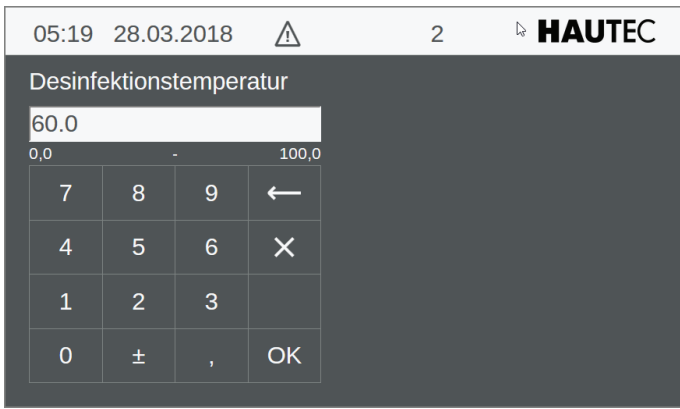 05:19 28.03.2018 2 HAUTEC
Desinfektionstemperatur
60.0
0,0 - 100,0
7 8 9 ←
4 5 6 ×
1 2 3
0 ± , OK